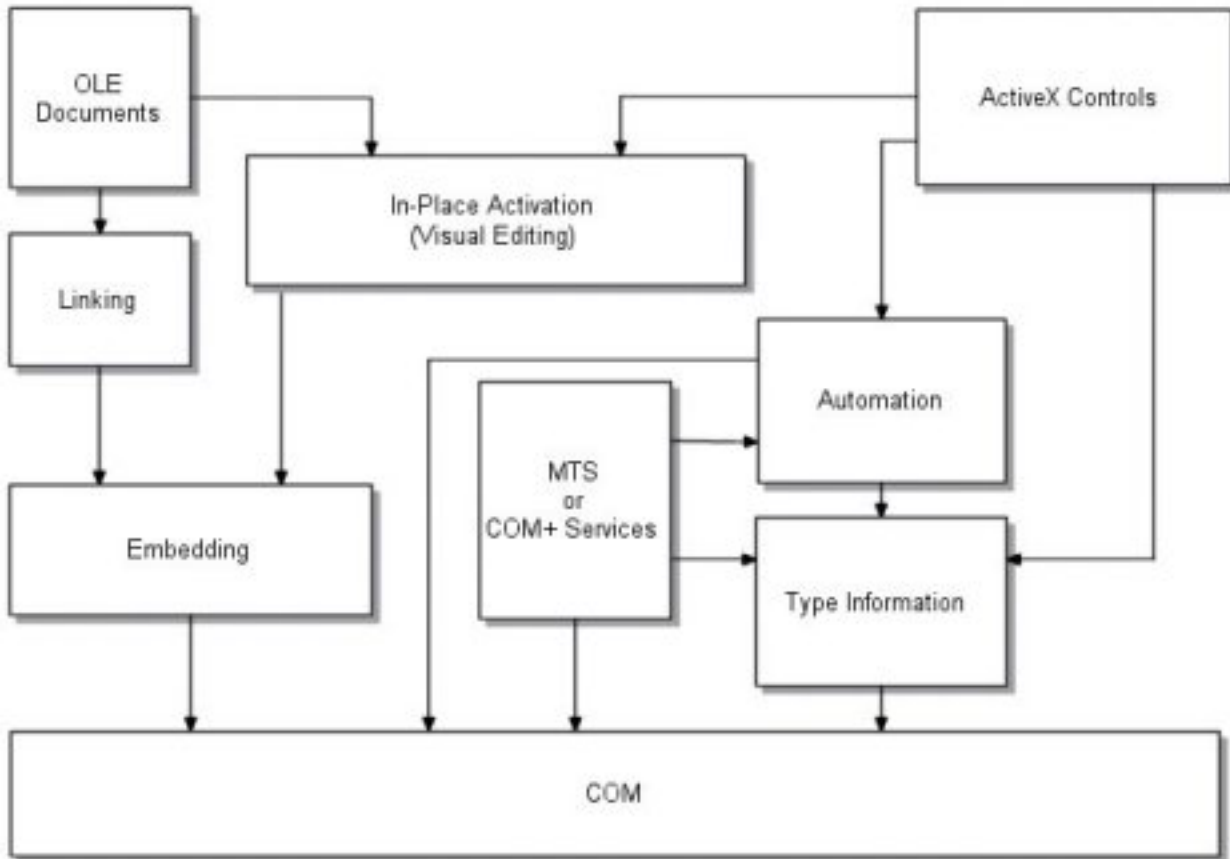 OLE
Documents
ActiveX Controls
In-Place Activation
(Visual Editing)
Linking
Automation
MTS
or
COM+ Services
Embedding
Type Information
COM